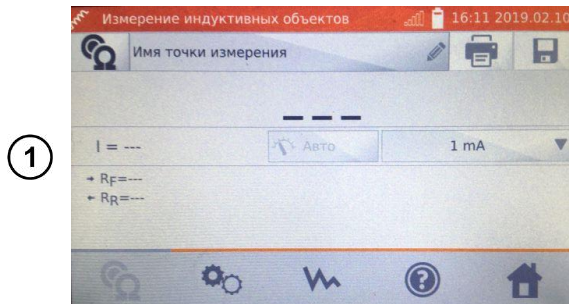 Измерение индуктивных объектов 16:11 2019.02.10
Имя точки измерения
---
I = --- Авто 1 mA
→ RF=---
← RR=---
1